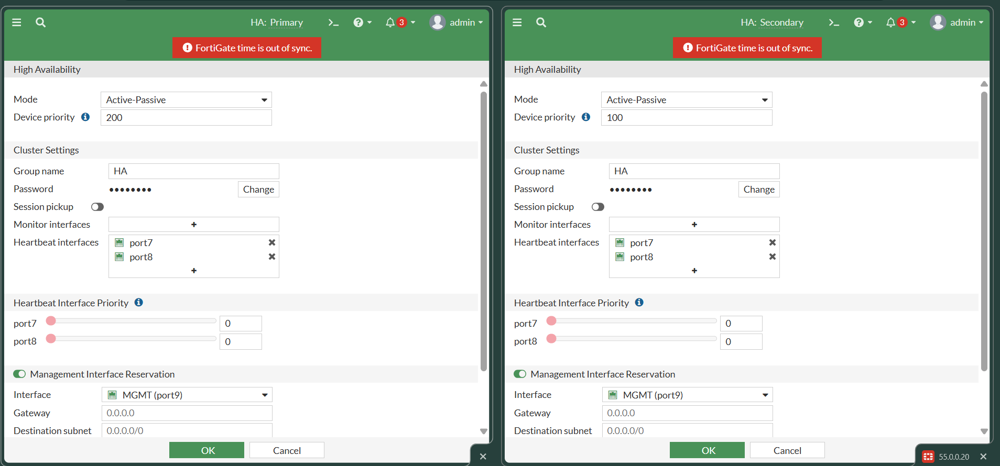 HA: Primary
3
admin
FortiGate time is out of sync.
High Availability
Mode
Active-Passive
Device priority
200
Cluster Settings
Group name
HA
Password
••••••••
Change
Session pickup
Monitor interfaces
+
Heartbeat interfaces
port7
port8
+
Heartbeat Interface Priority
port7
0
port8
0
Management Interface Reservation
Interface
MGMT (port9)
Gateway
0.0.0.0
Destination subnet
0.0.0.0/0
OK
Cancel
HA: Secondary
3
admin
FortiGate time is out of sync.
High Availability
Mode
Active-Passive
Device priority
100
Cluster Settings
Group name
HA
Password
••••••••
Change
Session pickup
Monitor interfaces
+
Heartbeat interfaces
port7
port8
+
Heartbeat Interface Priority
port7
0
port8
0
Management Interface Reservation
Interface
MGMT (port9)
Gateway
0.0.0.0
Destination subnet
0.0.0.0/0
OK
Cancel
55.0.0.20